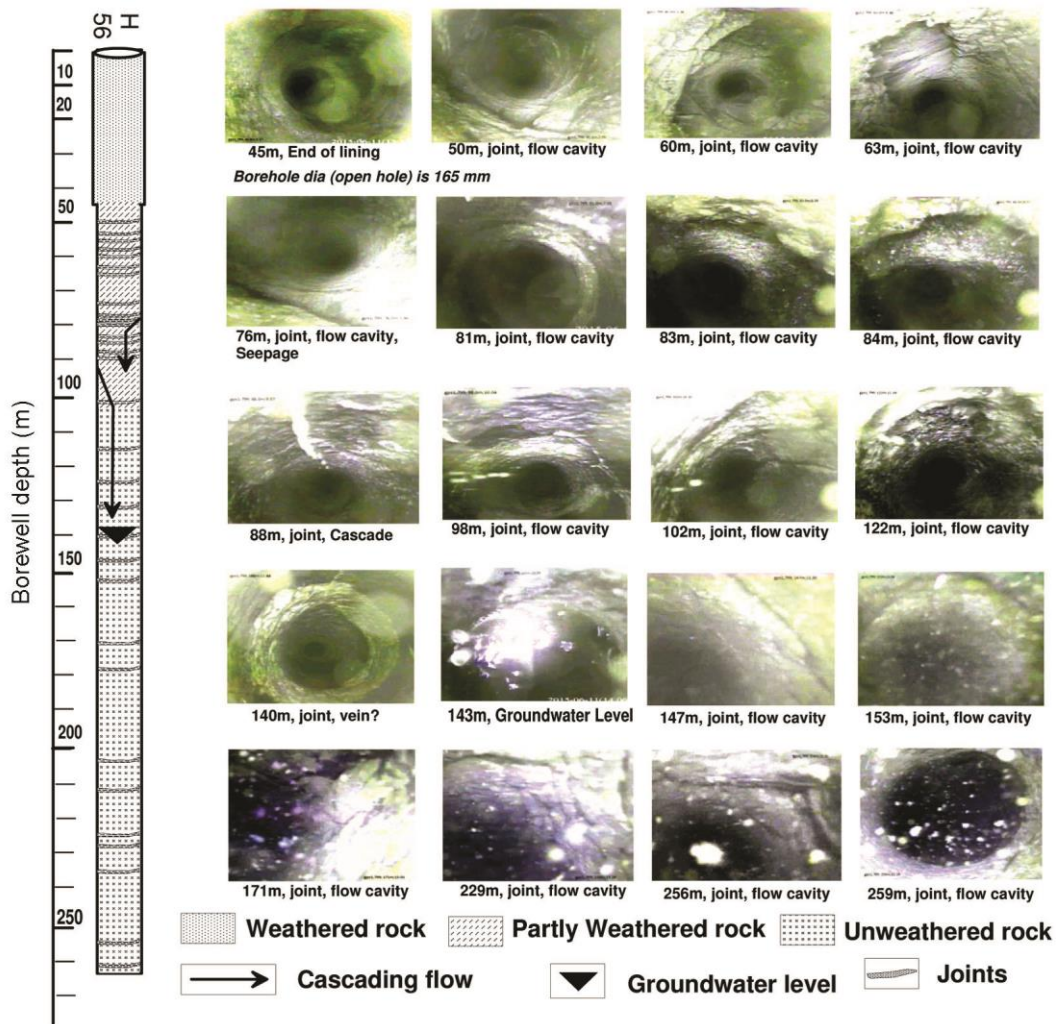 H
56
Borewell depth (m)
10
20
50
100
150
200
250
45m, End of lining
50m, joint, flow cavity
60m, joint, flow cavity
63m, joint, flow cavity
Borehole dia (open hole) is 165 mm
76m, joint, flow cavity,
Seepage
81m, joint, flow cavity
83m, joint, flow cavity
84m, joint, flow cavity
88m, joint, Cascade
98m, joint, flow cavity
102m, joint, flow cavity
122m, joint, flow cavity
140m, joint, vein?
143m, Groundwater Level
147m, joint, flow cavity
153m, joint, flow cavity
171m, joint, flow cavity
229m, joint, flow cavity
256m, joint, flow cavity
259m, joint, flow cavity
Weathered rock
Partly Weathered rock
Unweathered rock
Cascading flow
Groundwater level
Joints